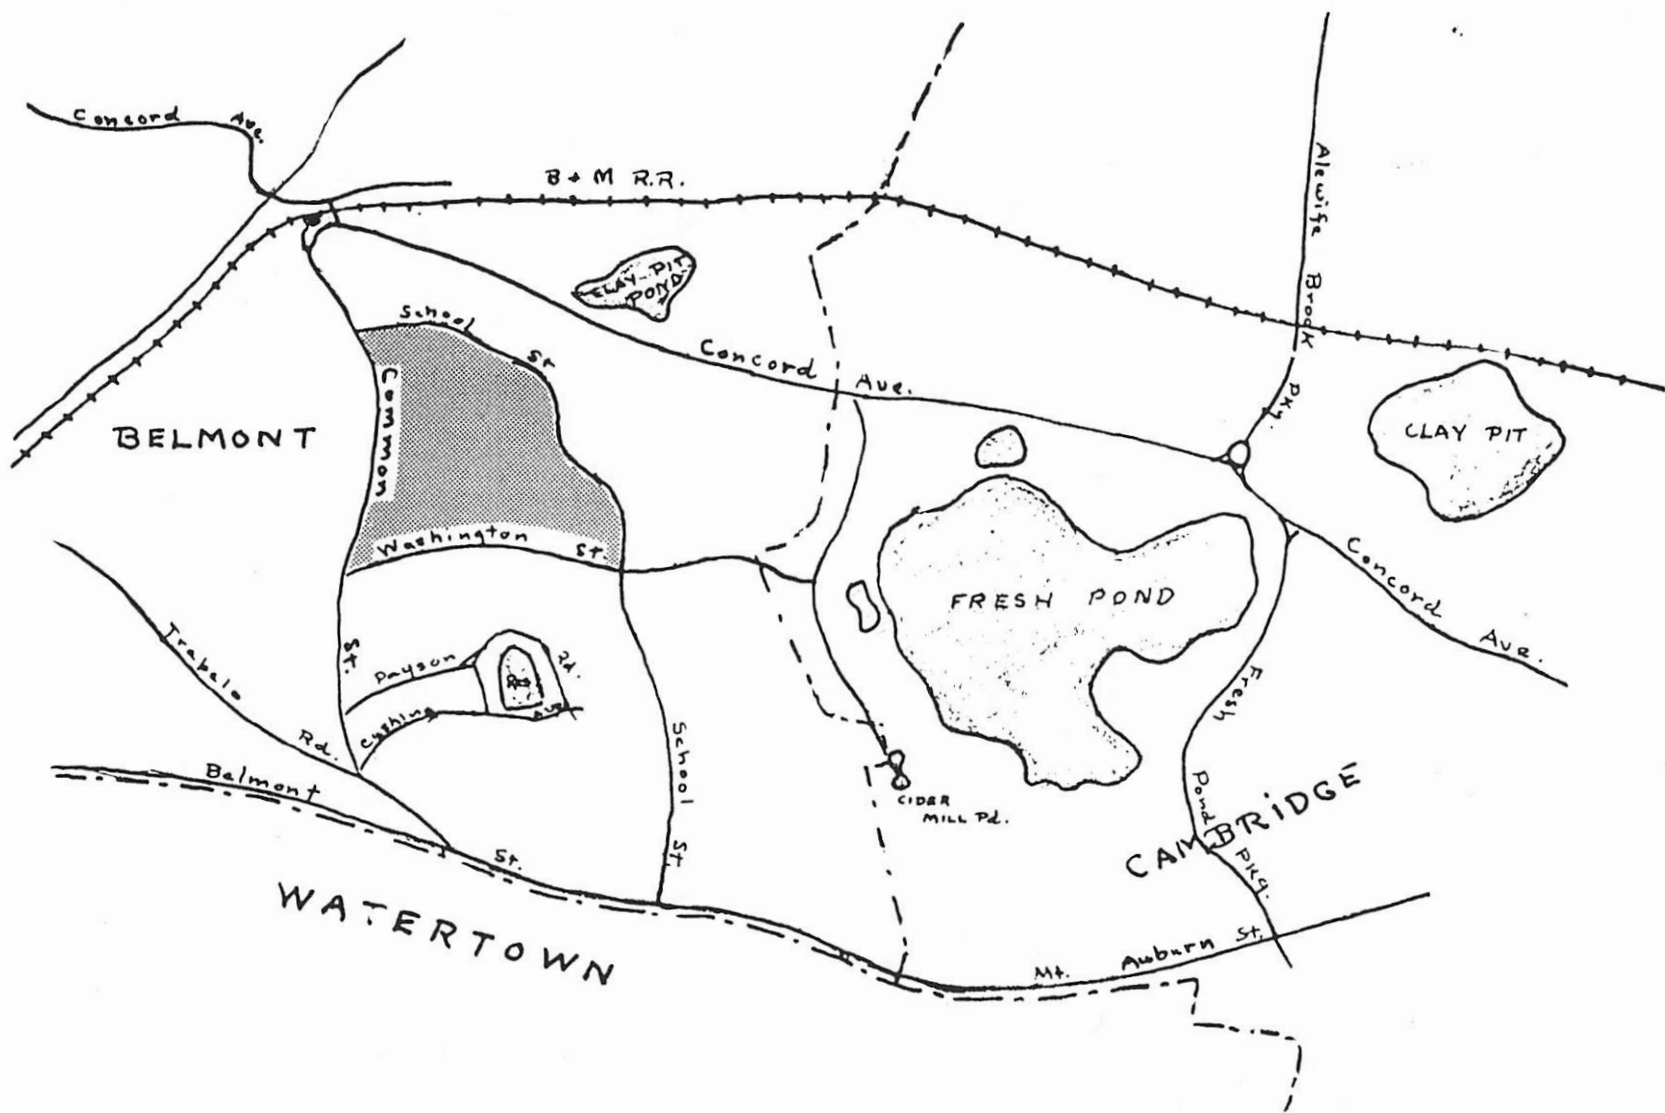 Concord Ave.
B + M R.R.
Alewife Brook Pky.
CLAY PIT
POND
School St
Concord Ave.
Common St.
BELMONT
CLAY PIT
Washington St.
FRESH POND
Concord Ave.
Trapelo Rd.
Payson Rd.
Cushing Ave
School St.
Fresh Pond Pky.
Belmont St.
CIDER
MILL Pd.
CAMBRIDGE
WATERTOWN
Mt. Auburn St.